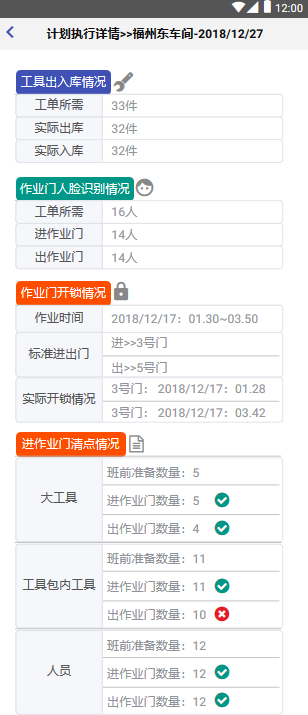 12:00
计划执行详情>>福州东车间-2018/12/27
工具出入库情况
工单所需 33件
实际出库 32件
实际入库 32件
作业门人脸识别情况
工单所需 16人
进作业门 14人
出作业门 14人
作业门开锁情况
作业时间 2018/12/17：01.30~03.50
标准进出门 进>>3号门
出>>5号门
实际开锁情况 3号门： 2018/12/17：01.28
3号门： 2018/12/17：03.42
进作业门清点情况
大工具
班前准备数量：5
进作业门数量：5
出作业门数量：4
工具包内工具
班前准备数量：11
进作业门数量：11
出作业门数量：10
人员
班前准备数量：12
进作业门数量：12
出作业门数量：12